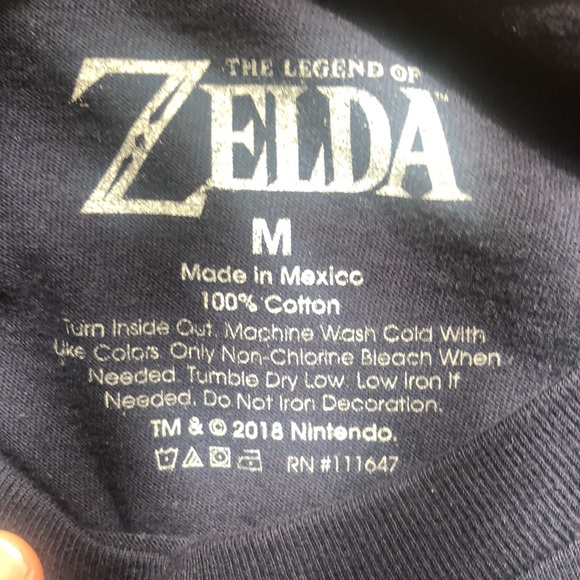 THE LEGEND OF
ZELDA™
M
Made in Mexico
100% Cotton
Turn Inside Out. Machine Wash Cold With
Like Colors. Only Non-Chlorine Bleach When
Needed. Tumble Dry Low. Low Iron If
Needed. Do Not Iron Decoration.
TM & © 2018 Nintendo.
RN #111647